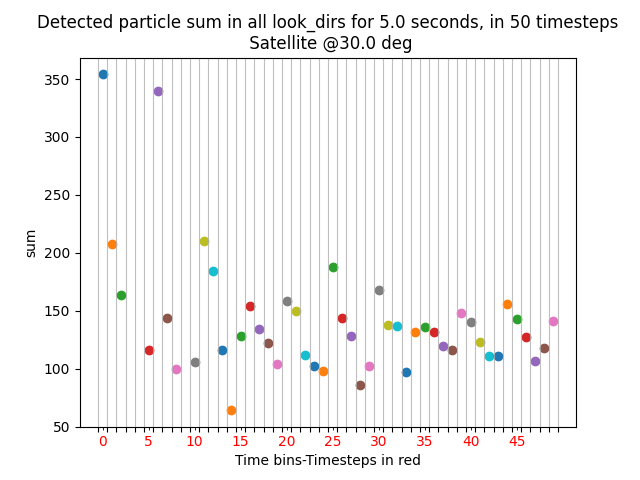 Detected particle sum in all look_dirs for 5.0 seconds, in 50 timesteps
Satellite @30.0 deg
350
300
250
200
150
100
50
sum
0 5 10 15 20 25 30 35 40 45
Time bins-Timesteps in red